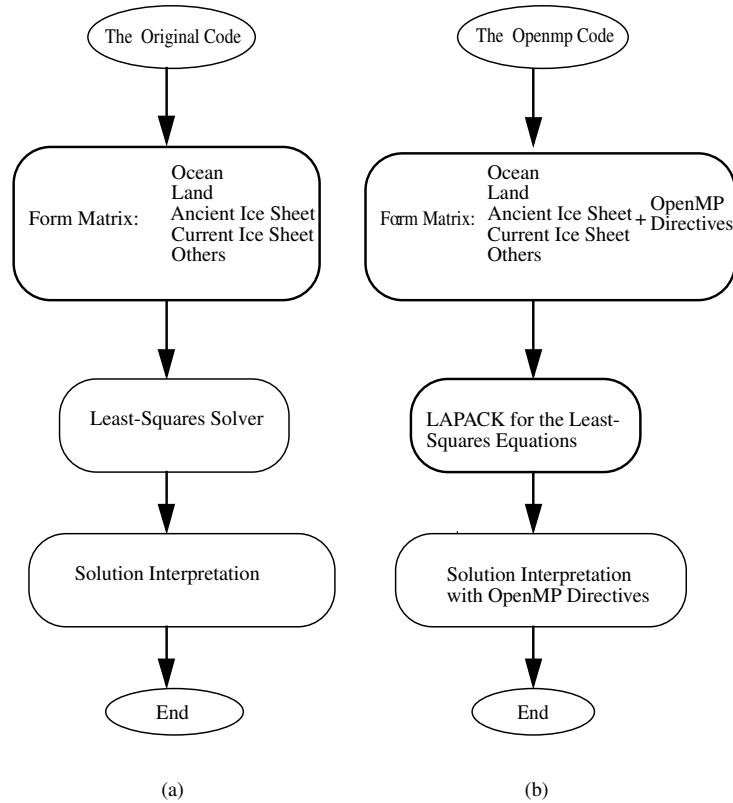 The Original Code
Form Matrix:
Ocean
Land
Ancient Ice Sheet
Current Ice Sheet
Others
Least-Squares Solver
Solution Interpretation
End
(a)
The Openmp Code
Form Matrix:
Ocean
Land
Ancient Ice Sheet
Current Ice Sheet
Others
+
OpenMP
Directives
LAPACK for the Least-
Squares Equations
Solution Interpretation
with OpenMP Directives
End
(b)